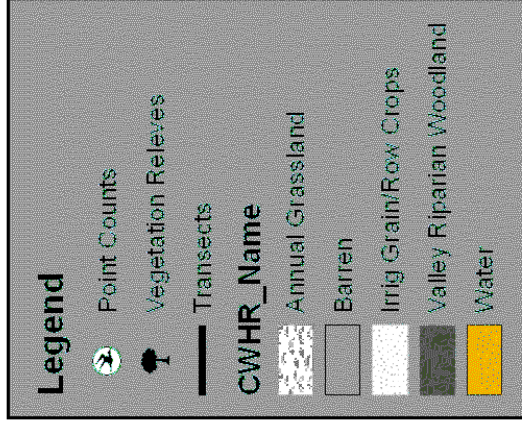 Legend
Point Counts
Vegetation Releves
Transects
CWHR_Name
Annual Grassland
Barren
Irrig Grain/Row Crops
Valley Riparian Woodland
Water